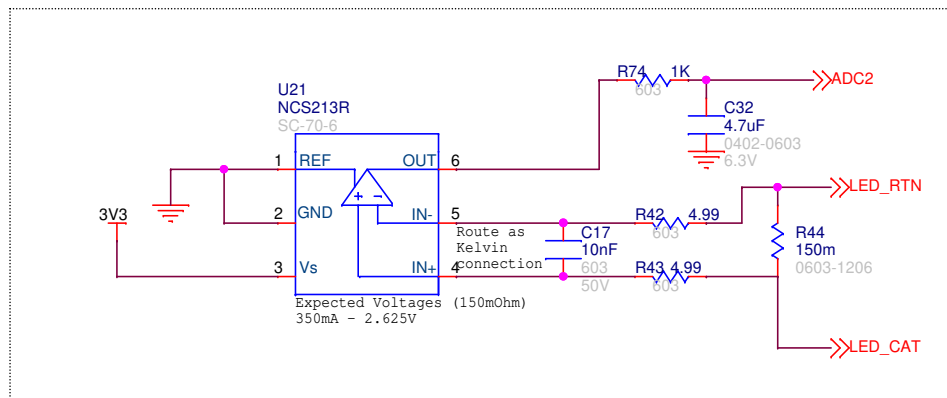 R74 1K
603
ADC2
U21
NCS213R
SC-70-6
C32
4.7uF
0402-0603
6.3V
1 REF OUT 6
LED_RTN
3V3
2 GND IN- 5
R42 4.99
603
Route as
Kelvin
connection
C17
10nF
603
50V
R44
150m
0603-1206
3 Vs IN+ 4
R43 4.99
603
Expected Voltages (150mOhm)
350mA - 2.625V
LED_CAT